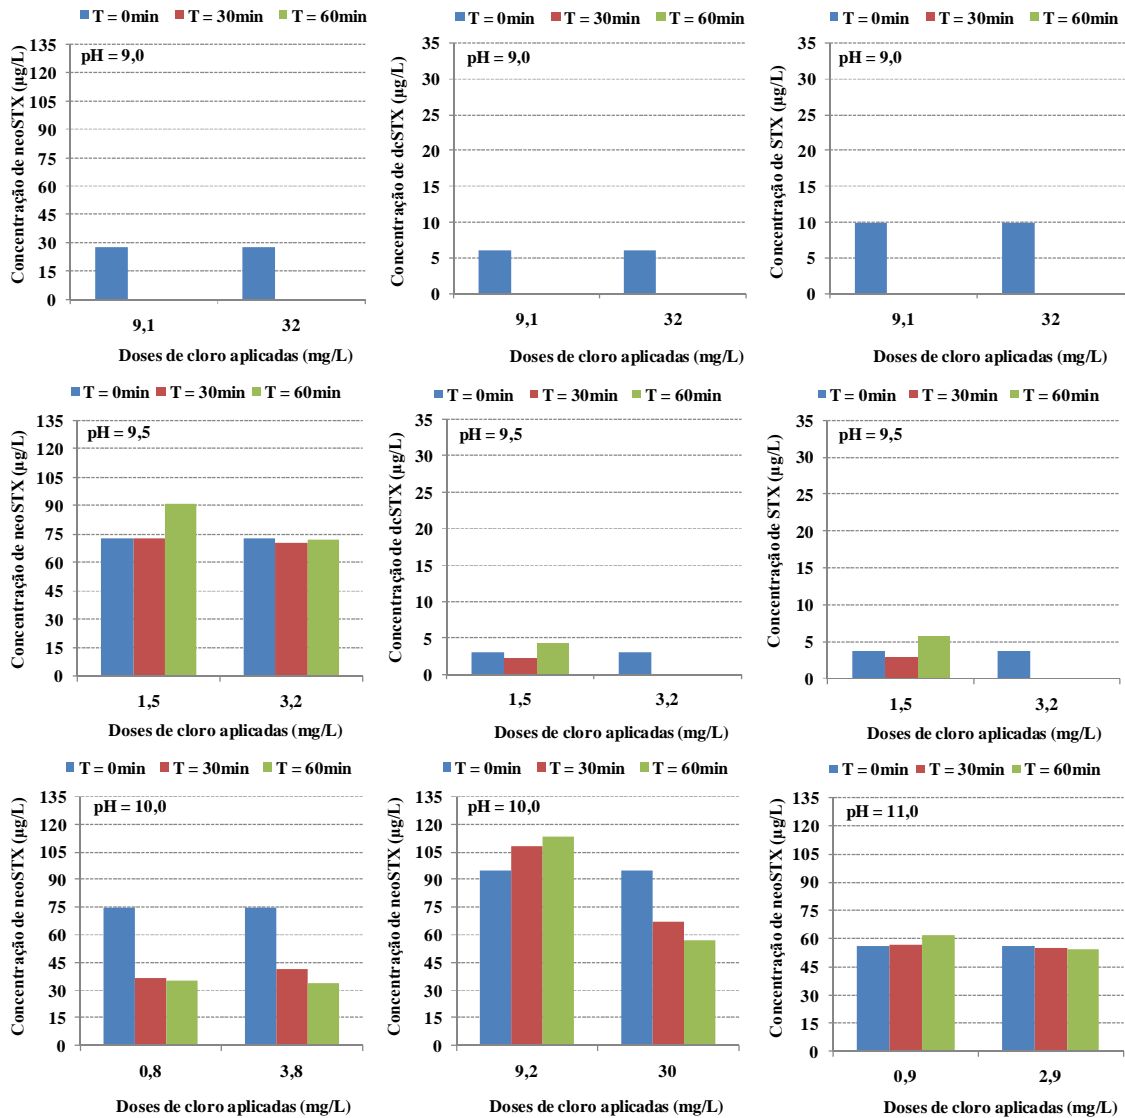 T = 0min T = 30min T = 60min
Concentração de neoSTX (µg/L)
135
120
105
90
75
60
45
30
15
0
pH = 9,0
9,1 32
Doses de cloro aplicadas (mg/L)
T = 0min T = 30min T = 60min
Concentração de dcSTX (µg/L)
35
30
25
20
15
10
5
0
pH = 9,0
9,1 32
Doses de cloro aplicadas (mg/L)
T = 0min T = 30min T = 60min
Concentração de STX (µg/L)
35
30
25
20
15
10
5
0
pH = 9,0
9,1 32
Doses de cloro aplicadas (mg/L)
T = 0min T = 30min T = 60min
Concentração de neoSTX (µg/L)
135
120
105
90
75
60
45
30
15
0
pH = 9,5
1,5 3,2
Doses de cloro aplicadas (mg/L)
T = 0min T = 30min T = 60min
Concentração de dcSTX (µg/L)
35
30
25
20
15
10
5
0
pH = 9,5
1,5 3,2
Doses de cloro aplicadas (mg/L)
T = 0min T = 30min T = 60min
Concentração de STX (µg/L)
35
30
25
20
15
10
5
0
pH = 9,5
1,5 3,2
Doses de cloro aplicadas (mg/L)
T = 0min T = 30min T = 60min
Concentração de neoSTX (µg/L)
135
120
105
90
75
60
45
30
15
0
pH = 10,0
0,8 3,8
Doses de cloro aplicadas (mg/L)
T = 0min T = 30min T = 60min
Concentração de neoSTX (µg/L)
135
120
105
90
75
60
45
30
15
0
pH = 10,0
9,2 30
Doses de cloro aplicadas (mg/L)
T = 0min T = 30min T = 60min
Concentração de neoSTX (µg/L)
135
120
105
90
75
60
45
30
15
0
pH = 11,0
0,9 2,9
Doses de cloro aplicadas (mg/L)